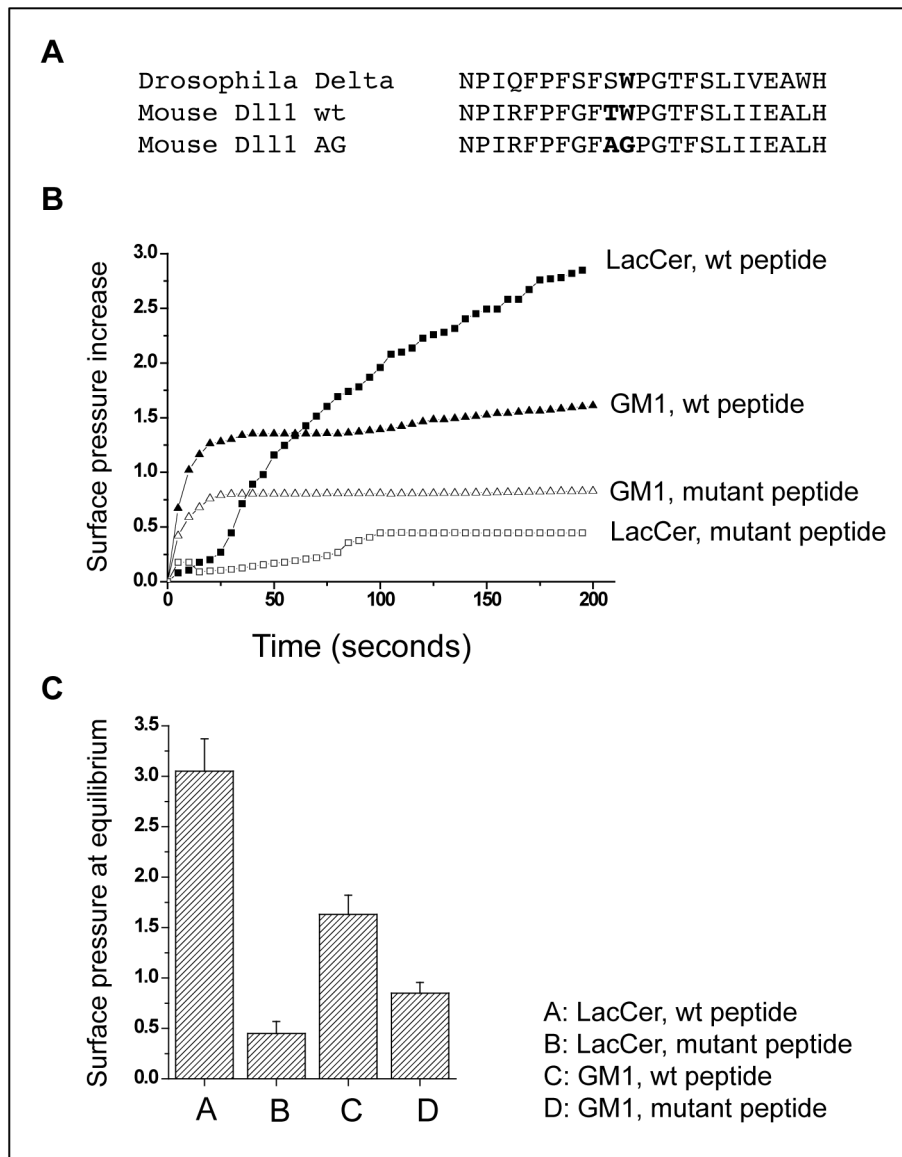 A
Drosophila Delta NPIQFPFSFSWPGTFSLIVEAWH
Mouse Dll1 wt NPIRFPFGFTWPGTFSLIIEALH
Mouse Dll1 AG NPIRFPFGFAGPGTFSLIIEALH
B
Surface pressure increase
3.0
2.5
2.0
1.5
1.0
0.5
0.0
0
50
100
150
200
Time (seconds)
LacCer, wt peptide
GM1, wt peptide
GM1, mutant peptide
LacCer, mutant peptide
C
Surface pressure at equilibrium
3.5
3.0
2.5
2.0
1.5
1.0
0.5
0.0
A B C D
A: LacCer, wt peptide
B: LacCer, mutant peptide
C: GM1, wt peptide
D: GM1, mutant peptide